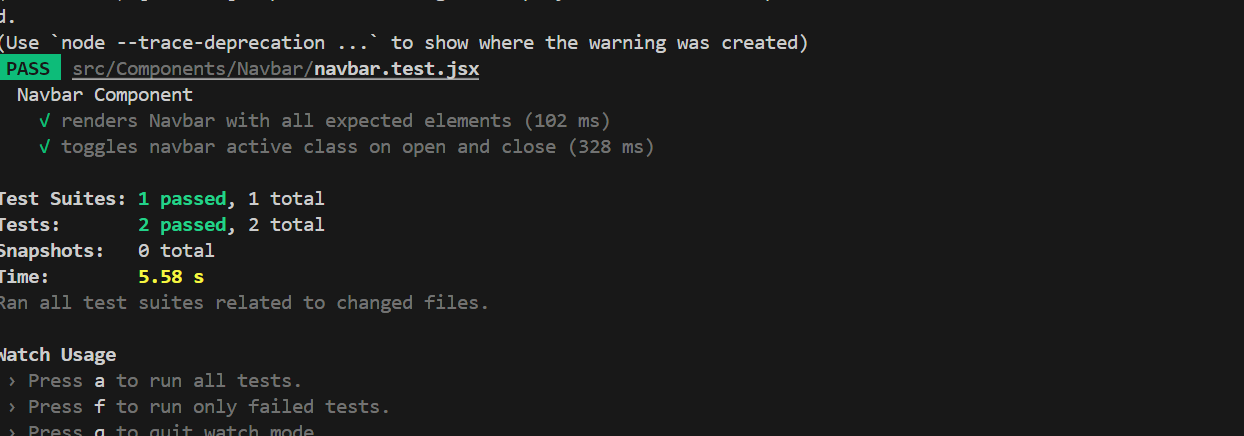 d.
(Use `node --trace-deprecation ...` to show where the warning was created)
PASS src/Components/Navbar/navbar.test.jsx
Navbar Component
√ renders Navbar with all expected elements (102 ms)
√ toggles navbar active class on open and close (328 ms)
Test Suites: 1 passed, 1 total
Tests: 2 passed, 2 total
Snapshots: 0 total
Time: 5.58 s
Ran all test suites related to changed files.
Watch Usage
› Press a to run all tests.
› Press f to run only failed tests.
› Press q to quit watch mode